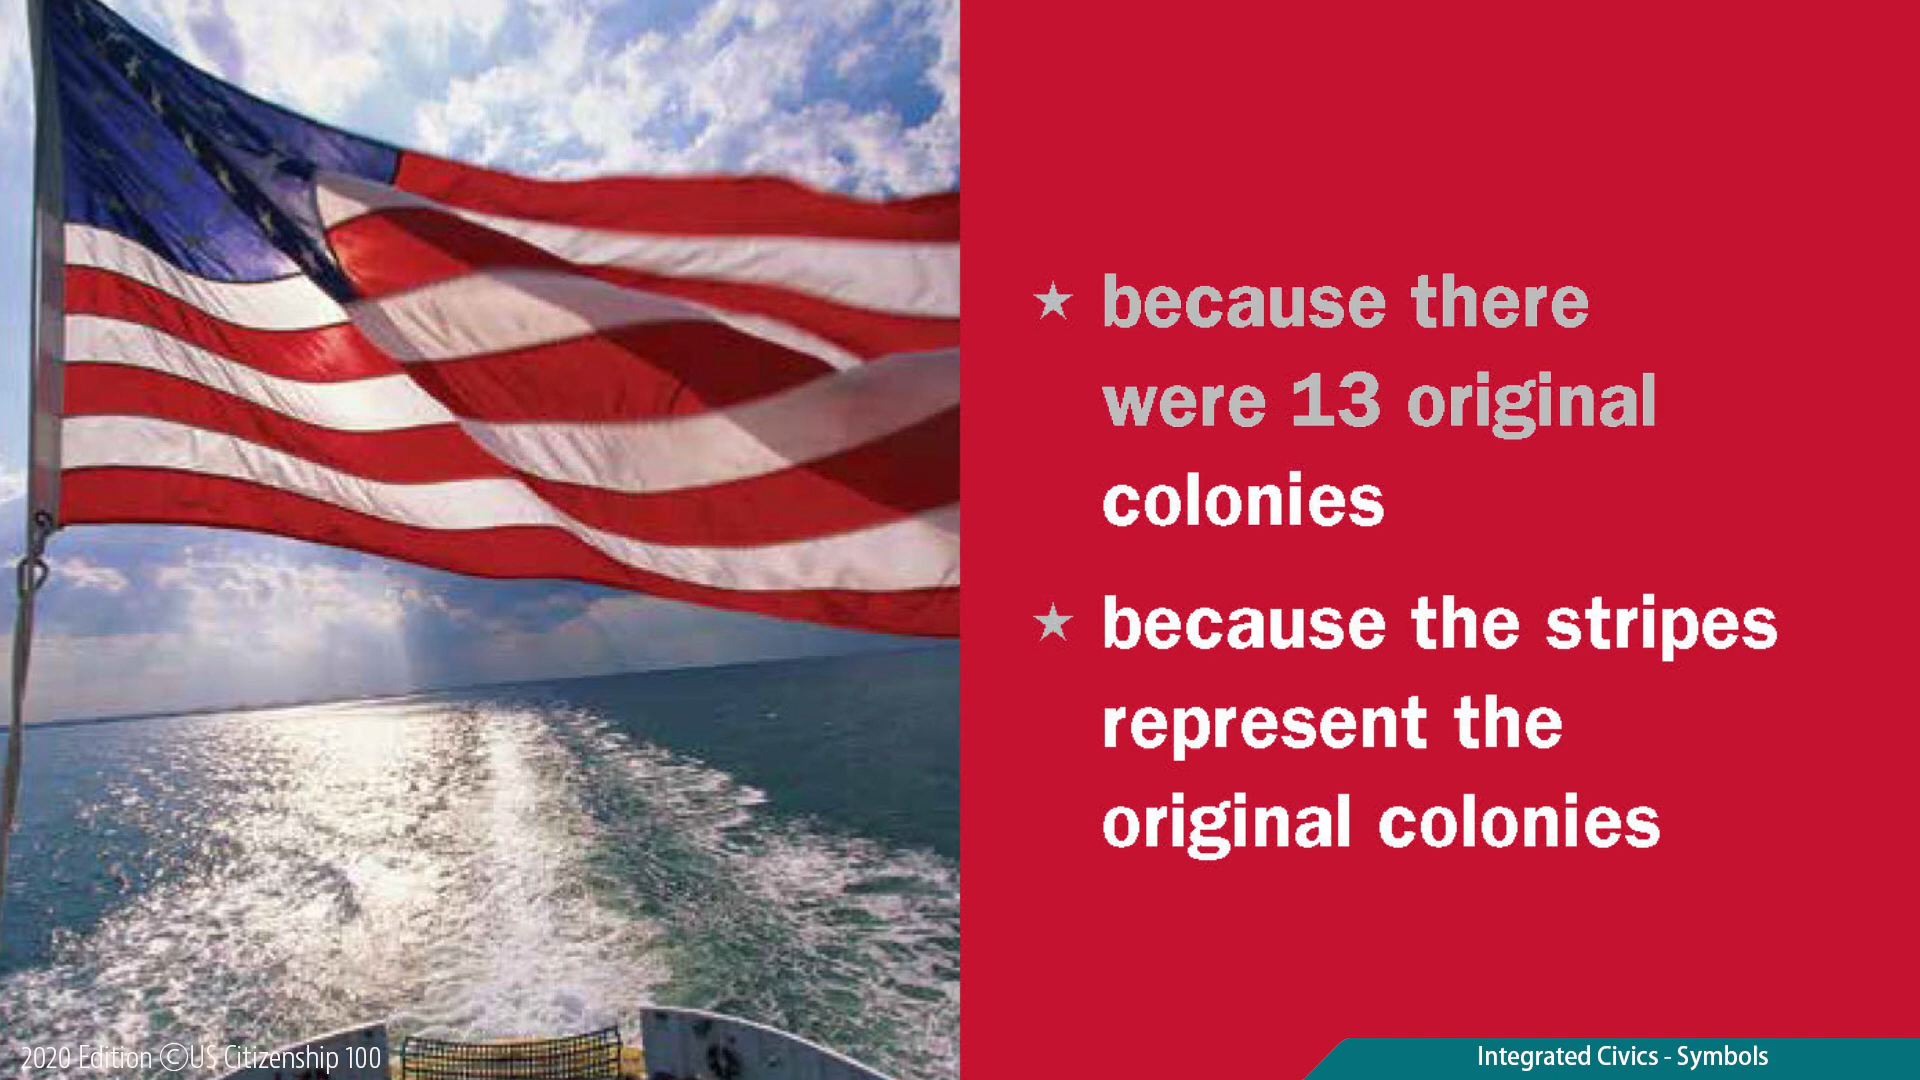 ★ because there
were 13 original
colonies
★ because the stripes
represent the
original colonies
2020 Edition ©US Citizenship 100
Integrated Civics - Symbols